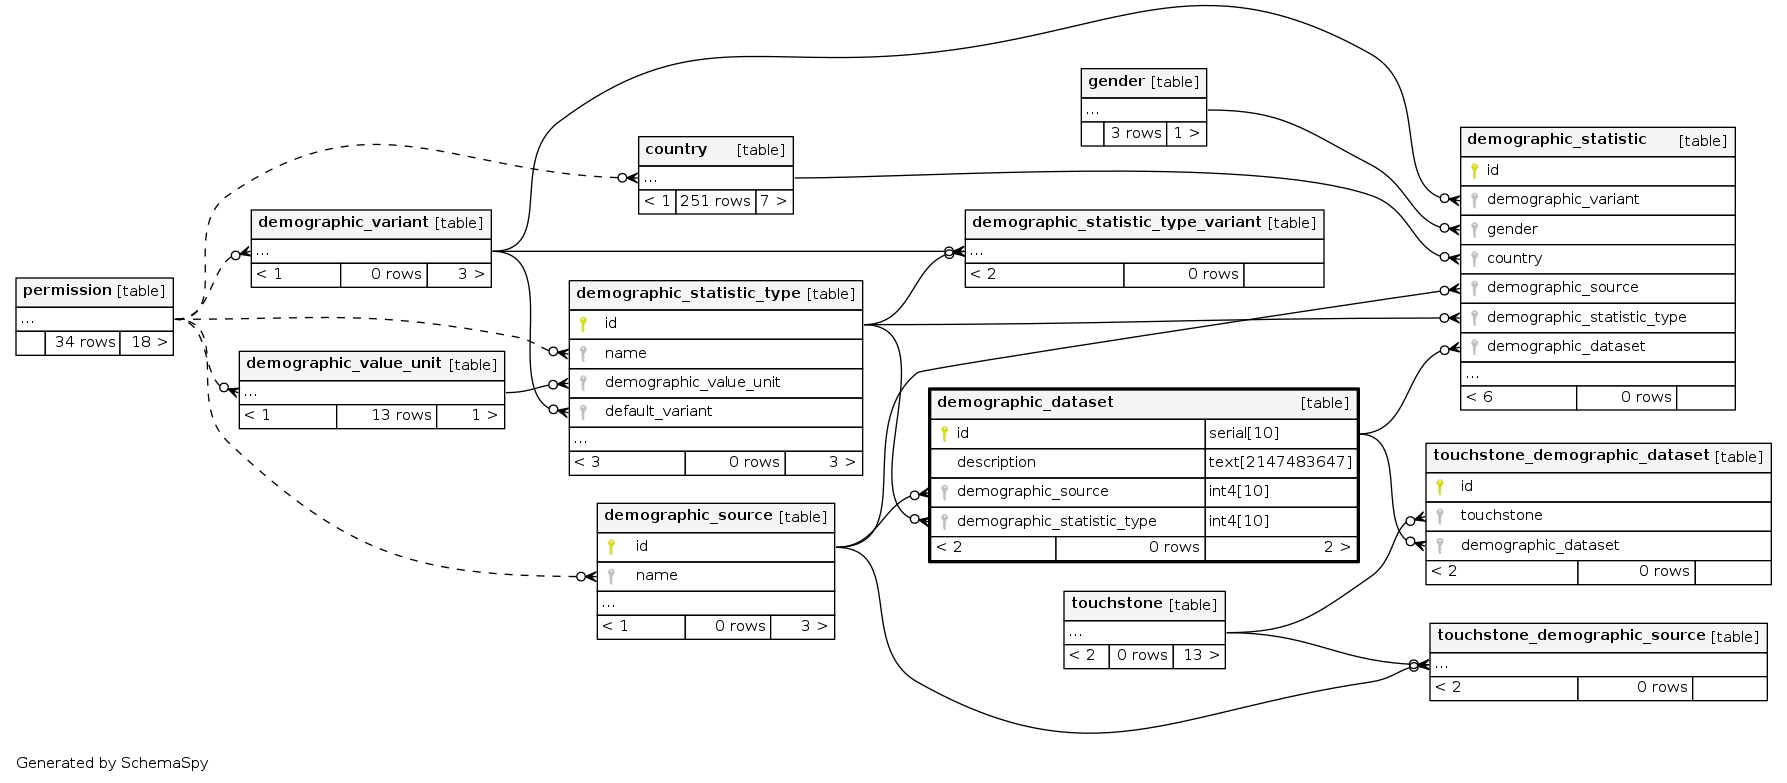 gender [table]
...
3 rows 1 >
country [table]
...
< 1 251 rows 7 >
demographic_statistic [table]
id
demographic_variant
gender
country
demographic_source
demographic_statistic_type
demographic_dataset
...
< 6 0 rows
demographic_variant [table]
...
< 1 0 rows 3 >
demographic_statistic_type_variant [table]
...
< 2 0 rows
permission [table]
...
34 rows 18 >
demographic_statistic_type [table]
id
name
demographic_value_unit
default_variant
...
< 3 0 rows 3 >
demographic_value_unit [table]
...
< 1 13 rows 1 >
demographic_dataset [table]
id serial[10]
description text[2147483647]
demographic_source int4[10]
demographic_statistic_type int4[10]
< 2 0 rows 2 >
touchstone_demographic_dataset [table]
id
touchstone
demographic_dataset
< 2 0 rows
demographic_source [table]
id
name
...
< 1 0 rows 3 >
touchstone [table]
...
< 2 0 rows 13 >
touchstone_demographic_source [table]
...
< 2 0 rows
Generated by SchemaSpy